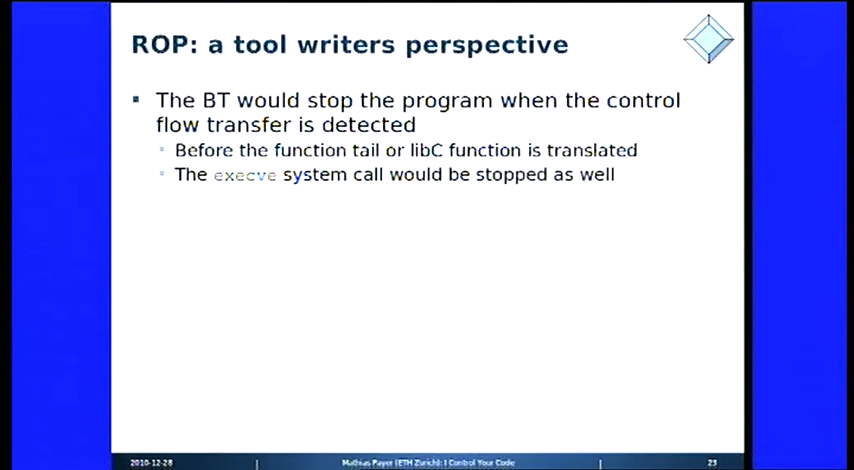 ROP: a tool writers perspective
The BT would stop the program when the control
flow transfer is detected
Before the function tail or libC function is translated
The execve system call would be stopped as well
2010-12-28
Mathias Payer (ETH Zurich): I Control Your Code
23